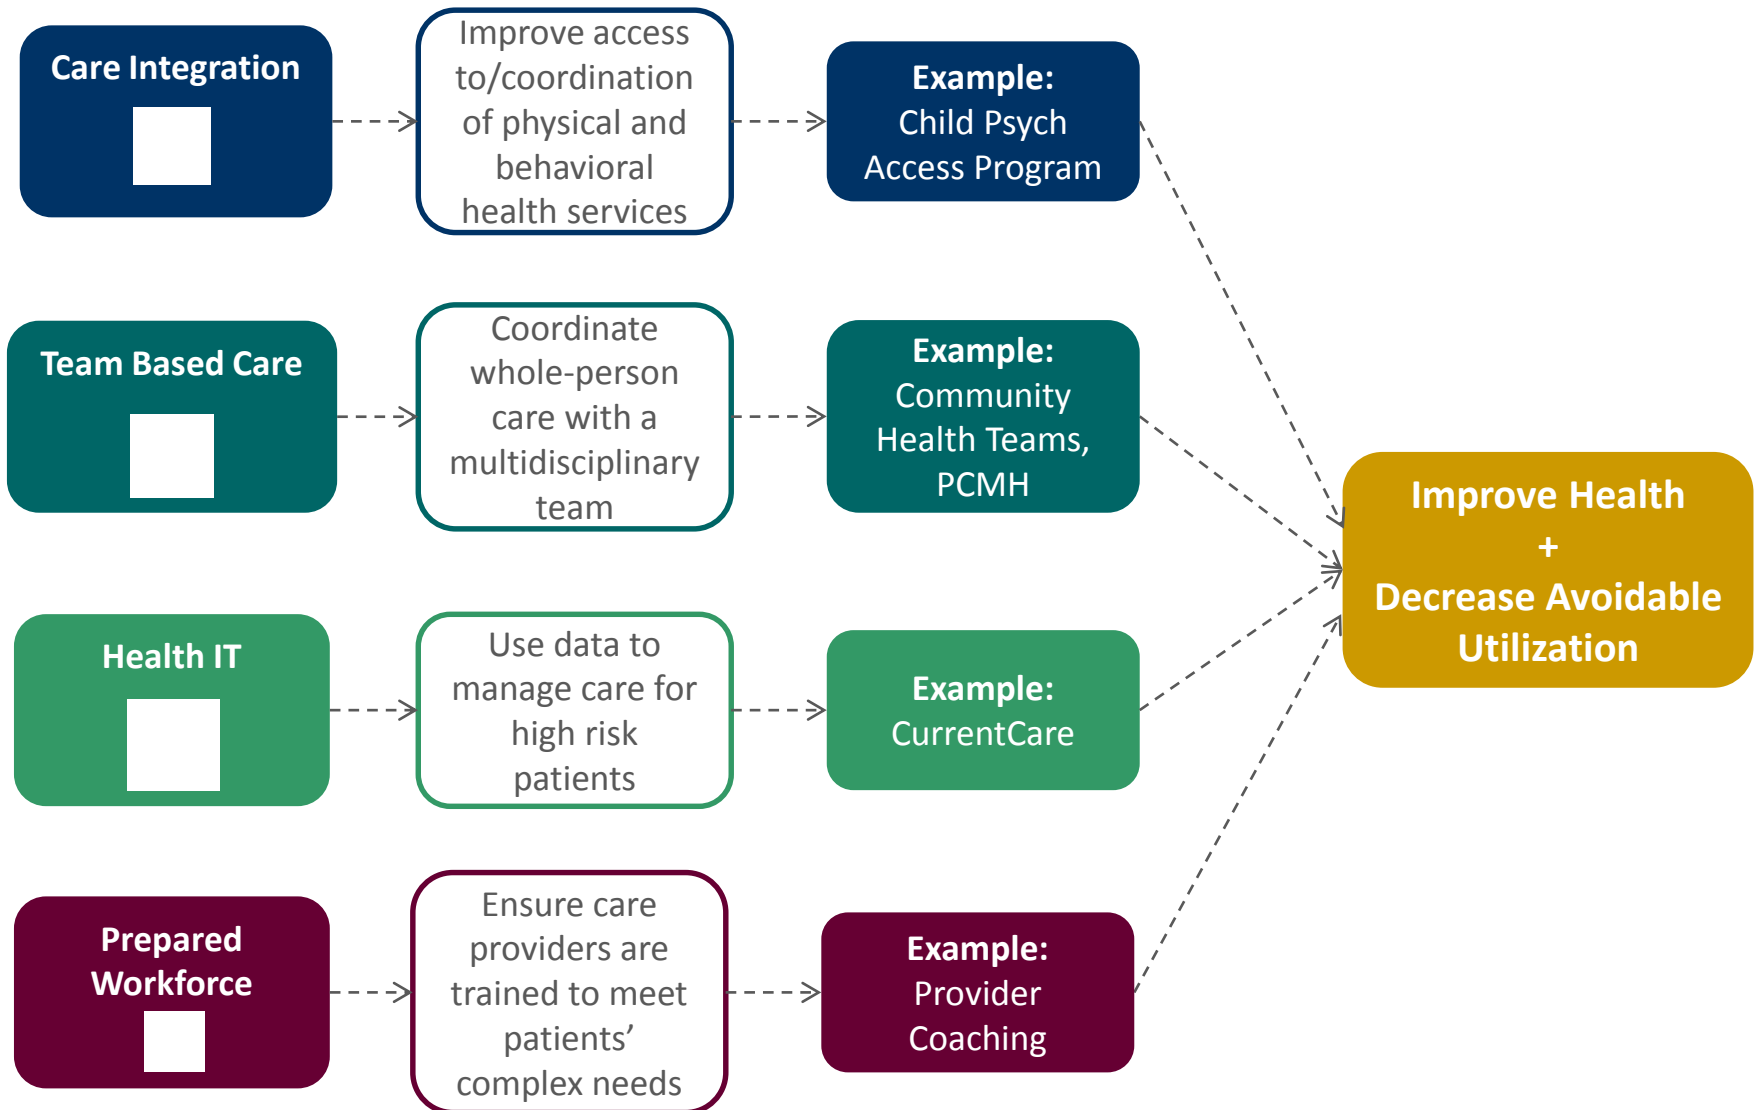 Care Integration
Improve access
to/coordination
of physical and
behavioral
health services
Example:
Child Psych
Access Program
Team Based Care
Coordinate
whole-person
care with a
multidisciplinary
team
Example:
Community
Health Teams,
PCMH
Health IT
Use data to
manage care for
high risk
patients
Example:
CurrentCare
Prepared
Workforce
Ensure care
providers are
trained to meet
patients’
complex needs
Example:
Provider
Coaching
Improve Health
+
Decrease Avoidable
Utilization